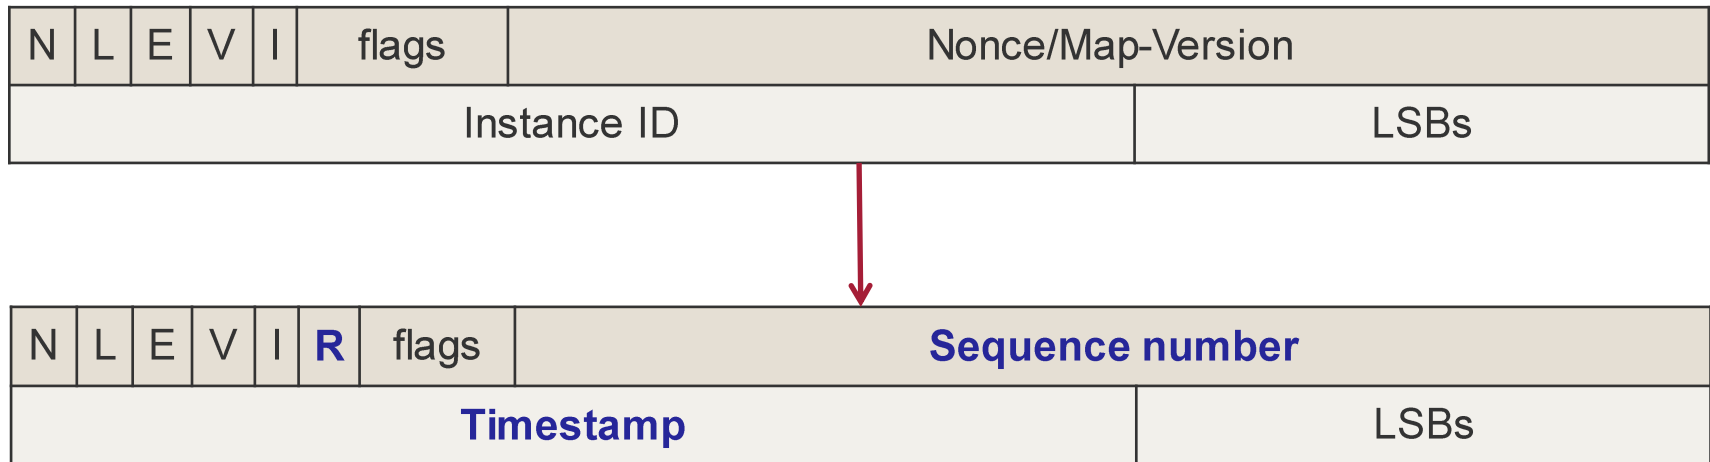 N L E V I flags Nonce/Map-Version
Instance ID LSBs
N L E V I R flags Sequence number
Timestamp LSBs